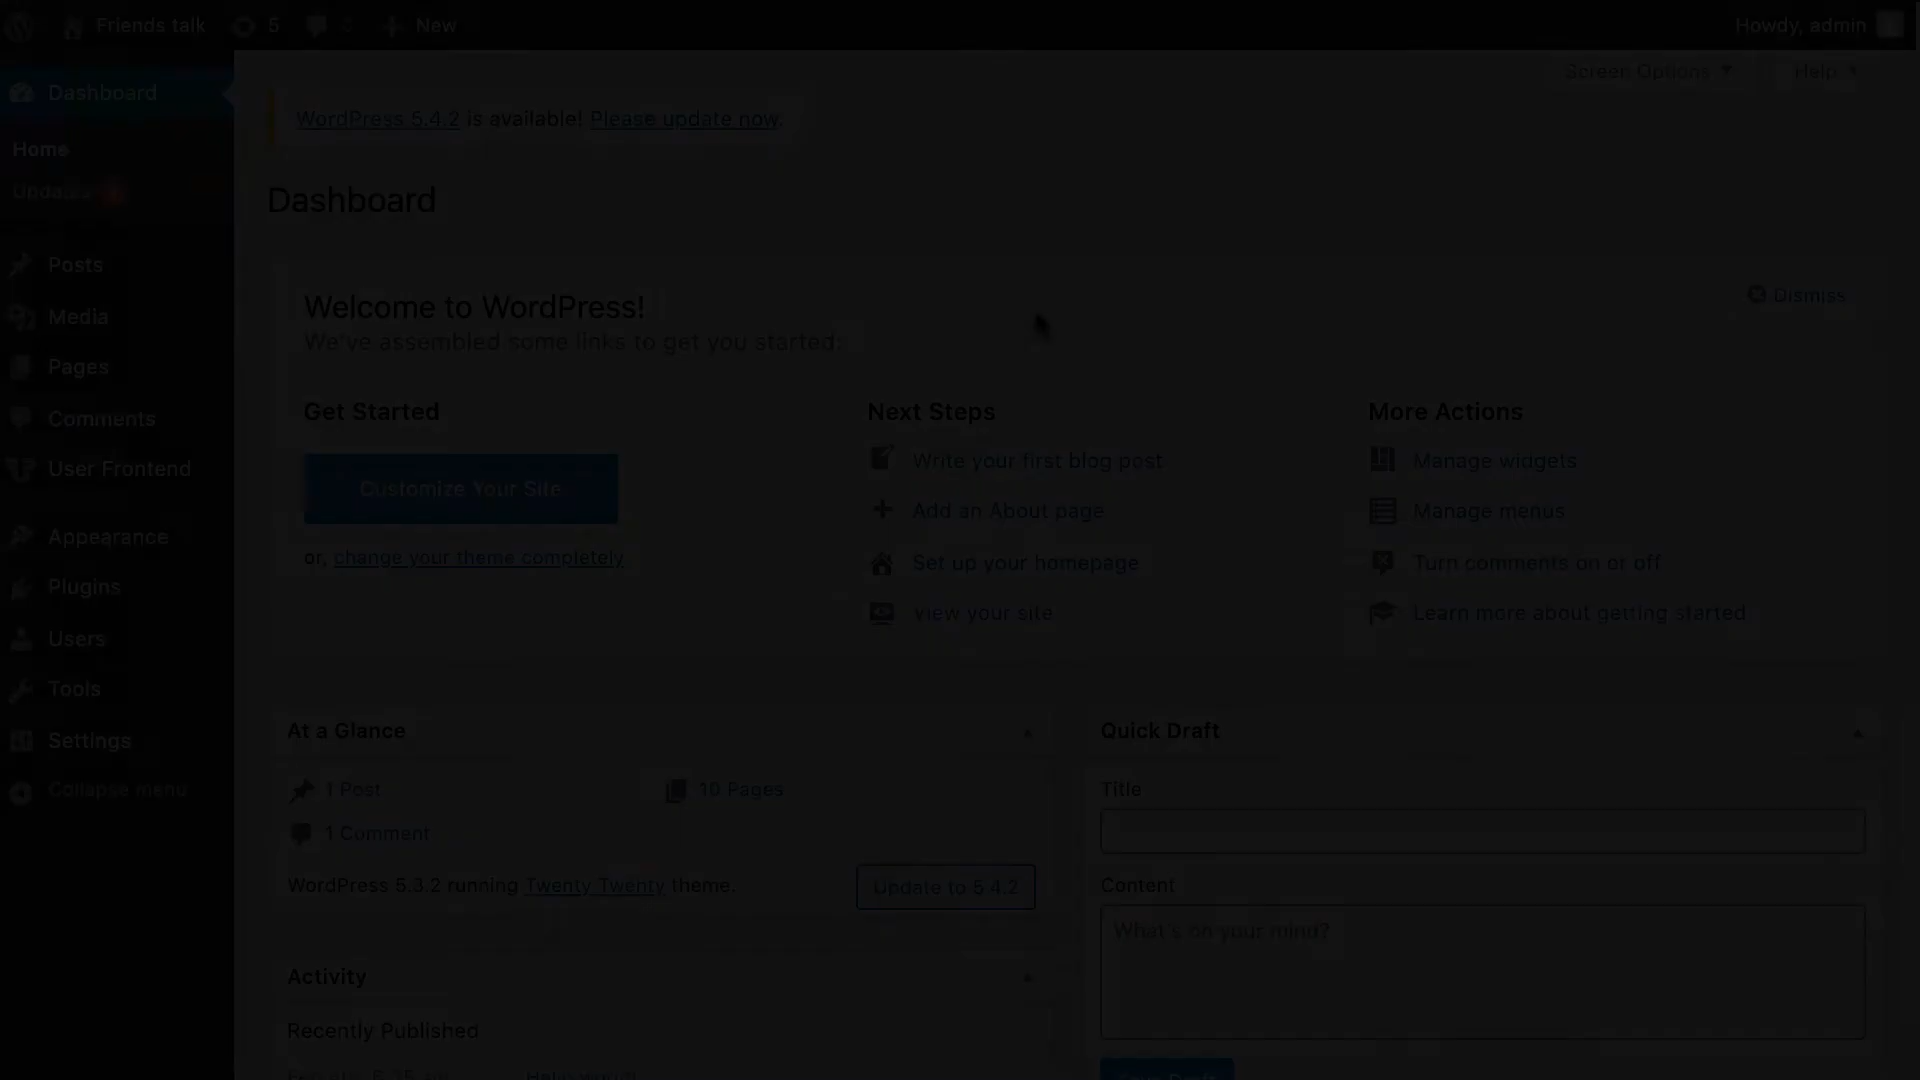 Friends talk 5 New Howdy, admin
Dashboard
Screen Options Help
WordPress 5.4.2 is available! Please update now.
Home
Updates
Dashboard
Posts
Media
Pages
Comments
User Frontend
Appearance
Plugins
Users
Tools
Settings
Collapse menu
Welcome to WordPress!
Dismiss
We've assembled some links to get you started:
Get Started
Customize Your Site
or, change your theme completely
Next Steps
Write your first blog post
Add an About page
Set up your homepage
View your site
More Actions
Manage widgets
Manage menus
Turn comments on or off
Learn more about getting started
At a Glance
1 Post
10 Pages
1 Comment
WordPress 5.3.2 running Twenty Twenty theme.
Update to 5.4.2
Activity
Recently Published
Quick Draft
Title
Content
What's on your mind?